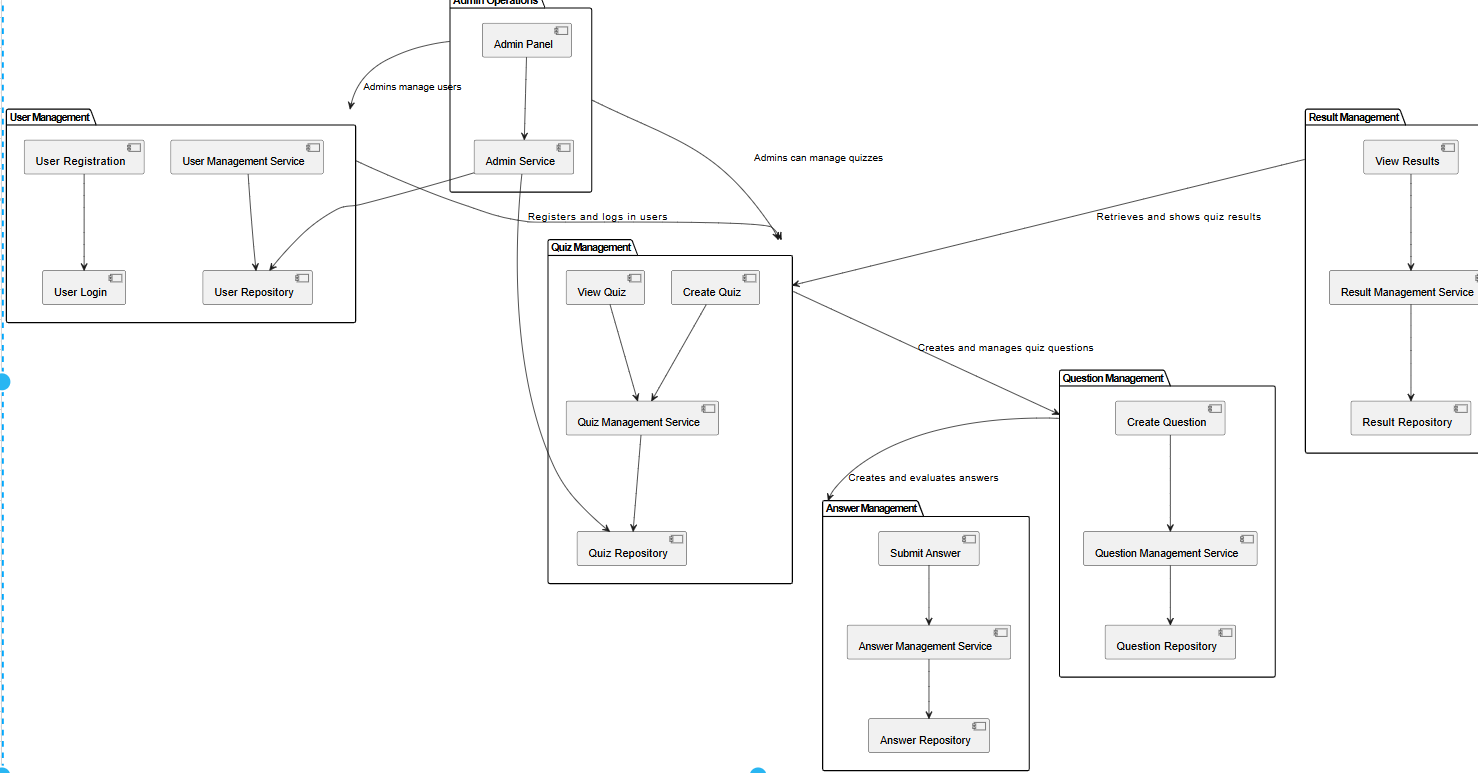 Admin Operations
Admin Panel
Admins manage users
User Management
Result Management
User Registration
User Management Service
Admin Service
Admins can manage quizzes
View Results
Registers and logs in users
Retrieves and shows quiz results
Quiz Management
User Login
User Repository
View Quiz
Create Quiz
Result Management Service
Creates and manages quiz questions
Question Management
Quiz Management Service
Create Question
Result Repository
Creates and evaluates answers
Answer Management
Quiz Repository
Submit Answer
Question Management Service
Answer Management Service
Question Repository
Answer Repository